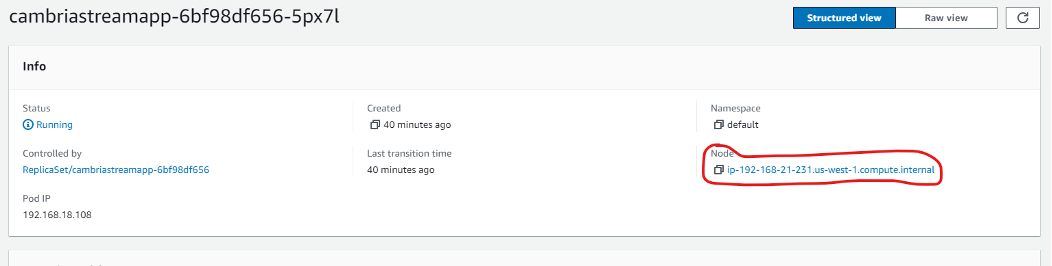 cambriastreamapp-6bf98df656-5px7l
Structured view
Raw view
Info
Status
Running
Created
40 minutes ago
Namespace
default
Controlled by
ReplicaSet/cambriastreamapp-6bf98df656
Last transition time
40 minutes ago
Node
ip-192-168-21-231.us-west-1.compute.internal
Pod IP
192.168.18.108